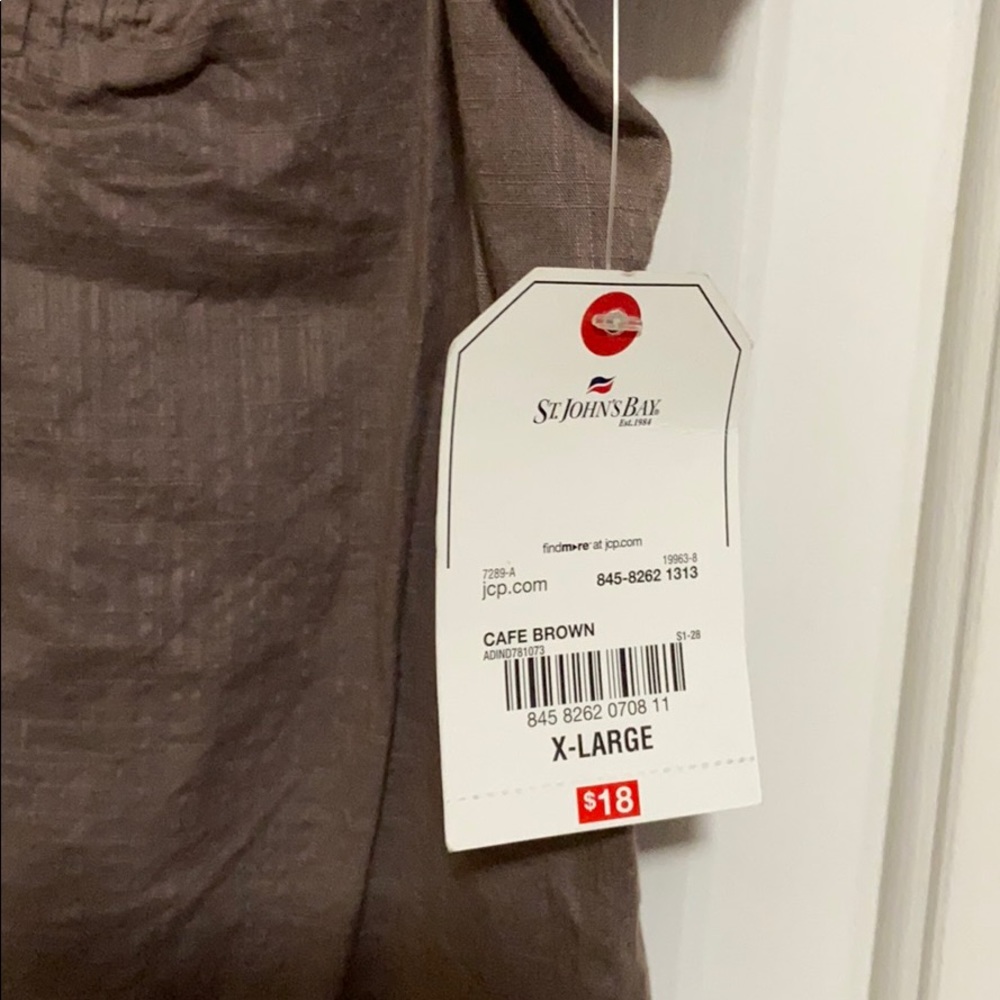 ST. JOHN'S BAY®
Est. 1984
findmore™ at jcp.com
7289-A 19963-8
jcp.com 845-8262 1313
CAFE BROWN S1-28
ADIND781073
845 8262 0708 11
X-LARGE
$18